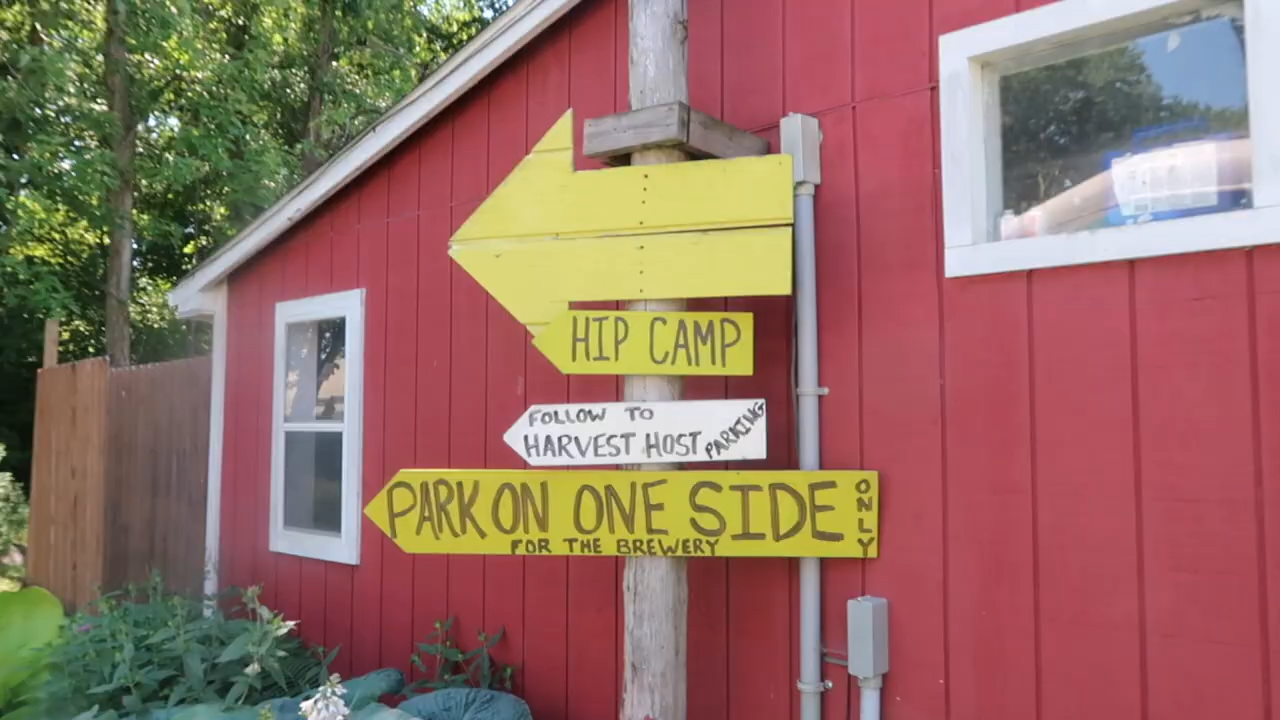 HIP CAMP
FOLLOW TO
HARVEST HOST PARKING
PARK ON ONE SIDE ONLY
FOR THE BREWERY